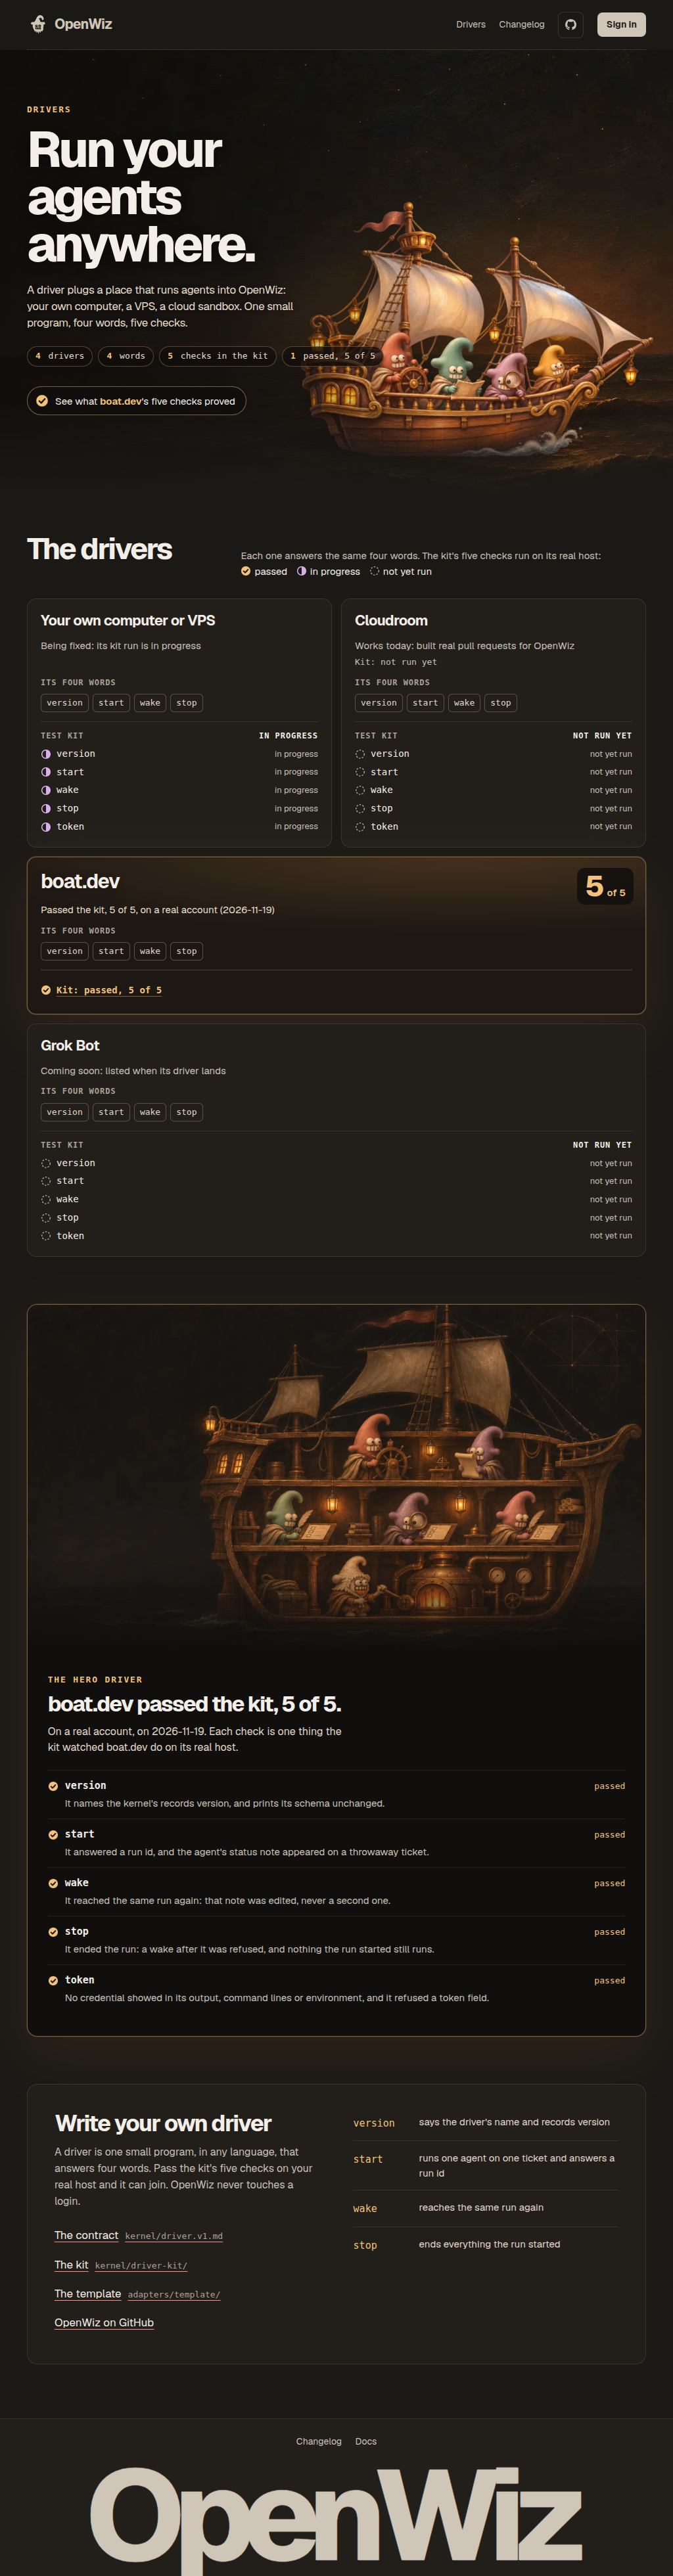 OpenWiz
Drivers
Changelog
Sign in
DRIVERS
Run your
agents
anywhere.
A driver plugs a place that runs agents into OpenWiz:
your own computer, a VPS, a cloud sandbox. One small
program, four words, five checks.
4 drivers
4 words
5 checks in the kit
1 passed, 5 of 5
See what boat.dev's five checks proved
The drivers
Each one answers the same four words. The kit's five checks run on its real host:
passed
in progress
not yet run
Your own computer or VPS
Being fixed: its kit run is in progress
ITS FOUR WORDS
version
start
wake
stop
TEST KIT
IN PROGRESS
version in progress
start in progress
wake in progress
stop in progress
token in progress
Cloudroom
Works today: built real pull requests for OpenWiz
Kit: not run yet
ITS FOUR WORDS
version
start
wake
stop
TEST KIT
NOT RUN YET
version not yet run
start not yet run
wake not yet run
stop not yet run
token not yet run
boat.dev
5 of 5
Passed the kit, 5 of 5, on a real account (2026-11-19)
ITS FOUR WORDS
version
start
wake
stop
Kit: passed, 5 of 5
Grok Bot
Coming soon: listed when its driver lands
ITS FOUR WORDS
version
start
wake
stop
TEST KIT
NOT RUN YET
version not yet run
start not yet run
wake not yet run
stop not yet run
token not yet run
THE HERO DRIVER
boat.dev passed the kit, 5 of 5.
On a real account, on 2026-11-19. Each check is one thing the
kit watched boat.dev do on its real host.
version passed
It names the kernel's records version, and prints its schema unchanged.
start passed
It answered a run id, and the agent's status note appeared on a throwaway ticket.
wake passed
It reached the same run again: that note was edited, never a second one.
stop passed
It ended the run: a wake after it was refused, and nothing the run started still runs.
token passed
No credential showed in its output, command lines or environment, and it refused a token field.
Write your own driver
A driver is one small program, in any language, that
answers four words. Pass the kit's five checks on your
real host and it can join. OpenWiz never touches a
login.
The contract kernel/driver.v1.md
The kit kernel/driver-kit/
The template adapters/template/
OpenWiz on GitHub
version says the driver's name and records version
start runs one agent on one ticket and answers a
run id
wake reaches the same run again
stop ends everything the run started
Changelog
Docs
OpenWiz